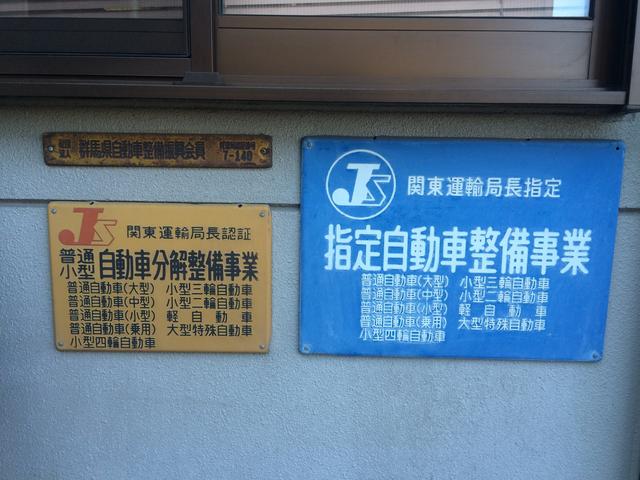 群馬県自動車整備振興会員
7-140
JS 関東運輸局長認証
普通
小型 自動車分解整備事業
普通自動車(大型) 小型三輪自動車
普通自動車(中型) 小型二輪自動車
普通自動車(小型) 軽自動車
普通自動車(乗用) 大型特殊自動車
小型四輪自動車
JS 関東運輸局長指定
指定自動車整備事業
普通自動車(大型) 小型三輪自動車
普通自動車(中型) 小型二輪自動車
普通自動車(小型) 軽自動車
普通自動車(乗用) 大型特殊自動車
小型四輪自動車